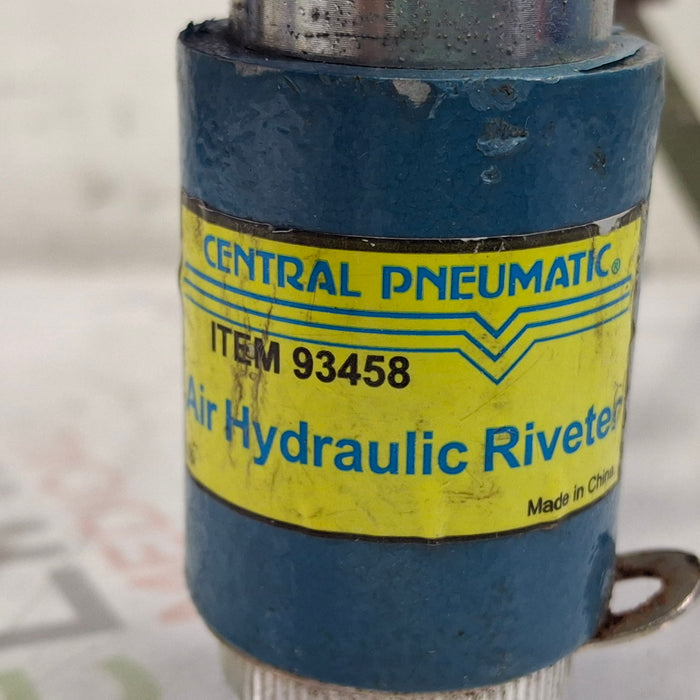 CENTRAL PNEUMATIC®
ITEM 93458
Air Hydraulic Riveter
Made in China.